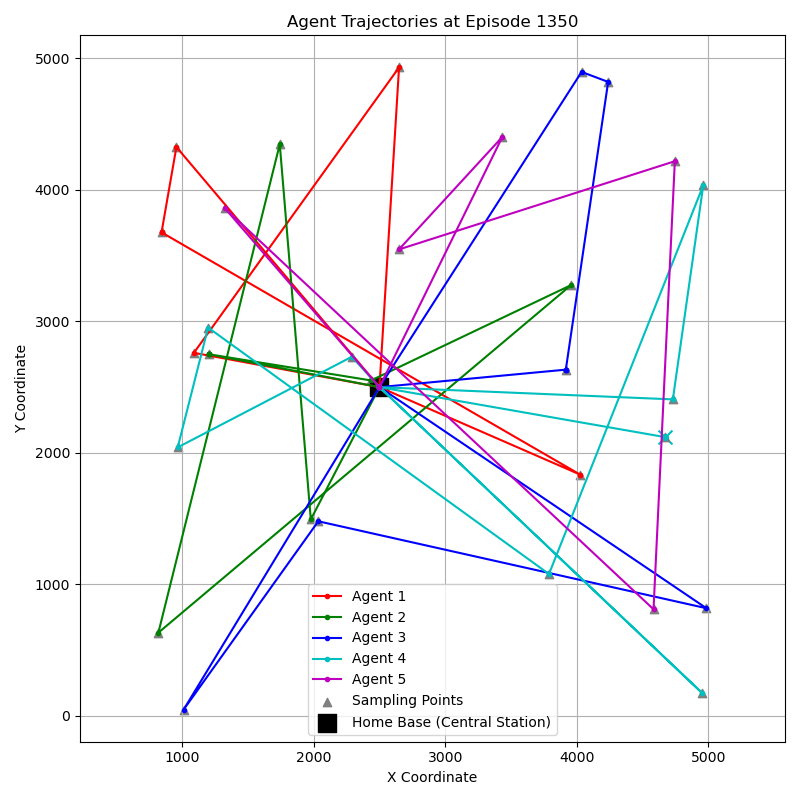 Agent Trajectories at Episode 1350
5000
4000
3000
2000
1000
0
Y Coordinate
Agent 1
Agent 2
Agent 3
Agent 4
Agent 5
Sampling Points
Home Base (Central Station)
1000 2000 3000 4000 5000
X Coordinate